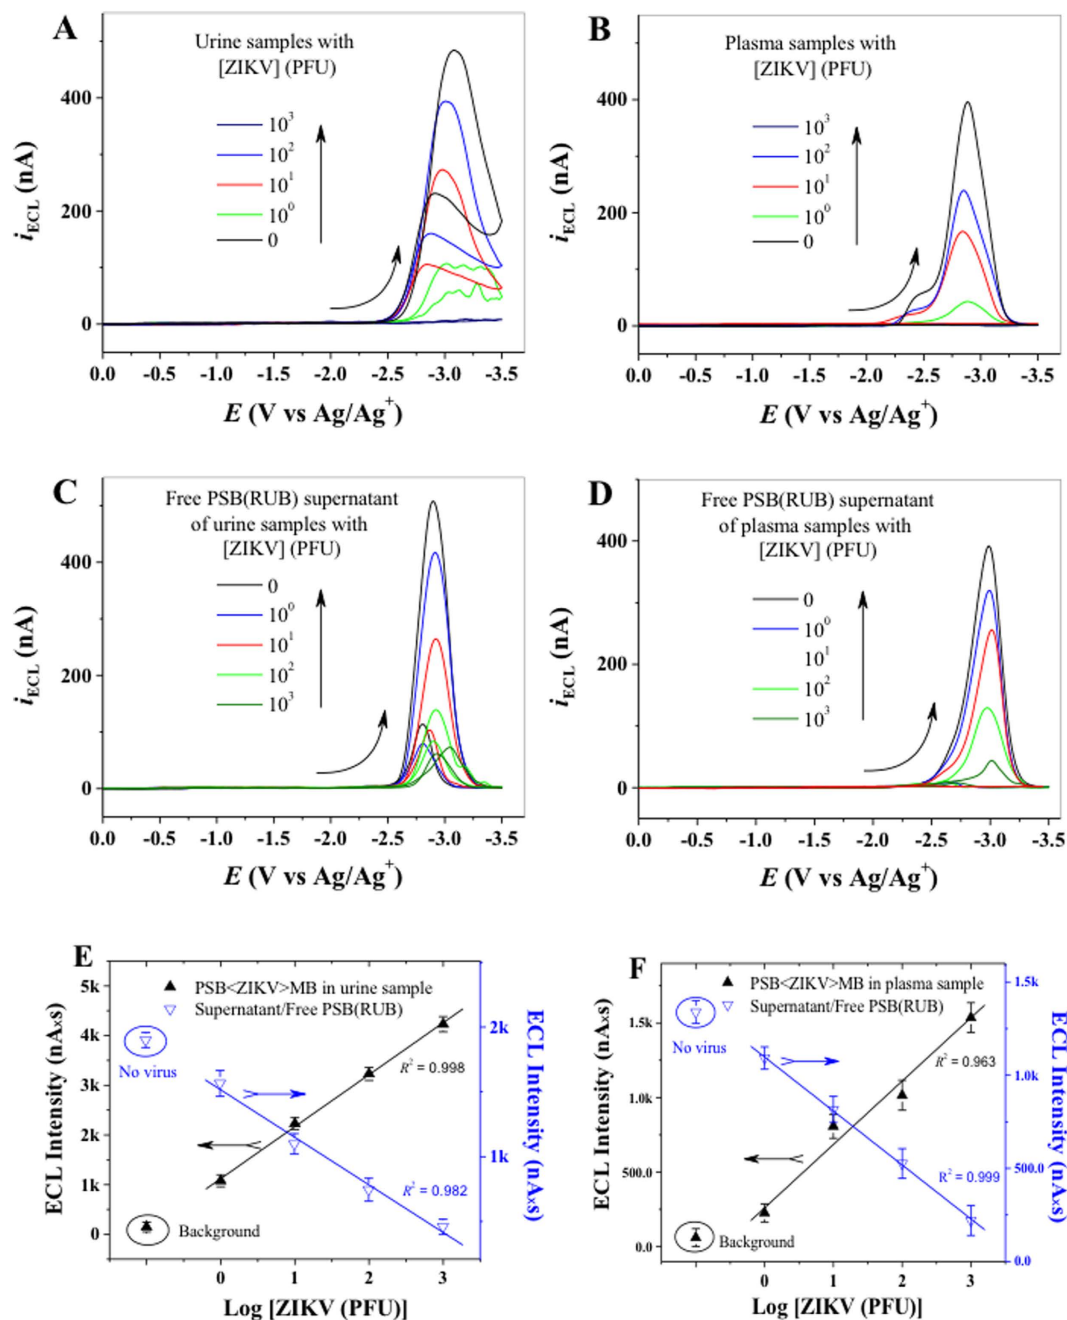 A
Urine samples with
[ZIKV] (PFU)
10³
10²
10¹
10⁰
0
400
200
0
i_ECL (nA)
0.0 -0.5 -1.0 -1.5 -2.0 -2.5 -3.0 -3.5
E (V vs Ag/Ag⁺)
B
Plasma samples with
[ZIKV] (PFU)
10³
10²
10¹
10⁰
0
400
200
0
i_ECL (nA)
0.0 -0.5 -1.0 -1.5 -2.0 -2.5 -3.0 -3.5
E (V vs Ag/Ag⁺)
C
Free PSB(RUB) supernatant
of urine samples with
[ZIKV] (PFU)
0
10⁰
10¹
10²
10³
400
200
0
i_ECL (nA)
0.0 -0.5 -1.0 -1.5 -2.0 -2.5 -3.0 -3.5
E (V vs Ag/Ag⁺)
D
Free PSB(RUB) supernatant
of plasma samples with
[ZIKV] (PFU)
0
10⁰
10¹
10²
10³
400
200
0
i_ECL (nA)
0.0 -0.5 -1.0 -1.5 -2.0 -2.5 -3.0 -3.5
E (V vs Ag/Ag⁺)
E
PSB<ZIKV>MB in urine sample
Supernatant/Free PSB(RUB)
No virus
R² = 0.998
R² = 0.982
Background
5k
4k
3k
2k
1k
0
ECL Intensity (nAxs)
2k
1k
ECL Intensity (nAxs)
0 1 2 3
Log [ZIKV (PFU)]
F
PSB<ZIKV>MB in plasma sample
Supernatant/Free PSB(RUB)
No virus
R² = 0.963
R² = 0.999
Background
1.5k
1.0k
500.0
0.0
ECL Intensity (nAxs)
1.5k
1.0k
500.0
0.0
ECL Intensity (nAxs)
0 1 2 3
Log [ZIKV (PFU)]